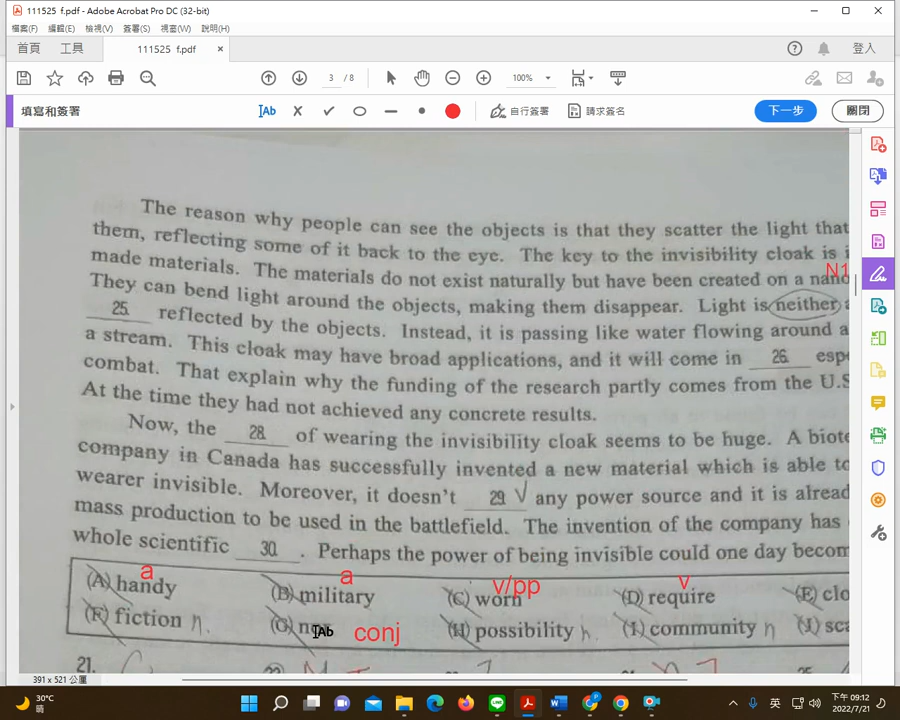 111525 f.pdf - Adobe Acrobat Pro DC (32-bit)
檔案(F) 編輯(E) 檢視(V) 簽署(S) 視窗(W) 說明(H)
首頁 工具 111525 f.pdf × 登入
3 / 8 100%
填寫和簽署 Ab 自行簽署 請求簽名 下一步 關閉
The reason why people can see the objects is that they scatter the light that
them, reflecting some of it back to the eye. The key to the invisibility cloak is
made materials. The materials do not exist naturally but have been created on a nano
N1
They can bend light around the objects, making them disappear. Light is neither
25. reflected by the objects. Instead, it is passing like water flowing around a
a stream. This cloak may have broad applications, and it will come in 26. espe
combat. That explain why the funding of the research partly comes from the U.S
At the time they had not achieved any concrete results.
Now, the 28. of wearing the invisibility cloak seems to be huge. A biote
company in Canada has successfully invented a new material which is able to
wearer invisible. Moreover, it doesn't 29. V any power source and it is alread
mass production to be used in the battlefield. The invention of the company has
whole scientific 30. . Perhaps the power of being invisible could one day becom
a a v/pp v
(A) handy (B) military (C) worn (D) require (E) clo
(F) fiction n. (G) conj (H) possibility n. (I) community n (J) sca
Ab
21.
391 x 521 公厘
30°C
晴
英
下午 09:12
2022/7/21